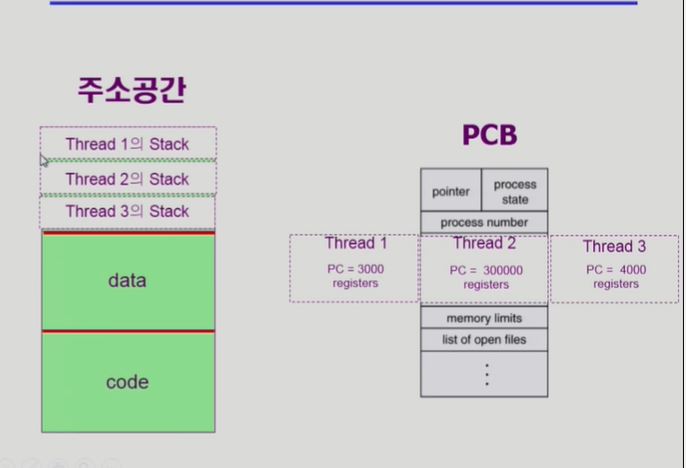 주소공간
Thread 1의 Stack
Thread 2의 Stack
Thread 3의 Stack
data
code
PCB
pointer
process
state
process number
Thread 1
PC = 3000
registers
Thread 2
PC = 300000
registers
Thread 3
PC = 4000
registers
memory limits
list of open files